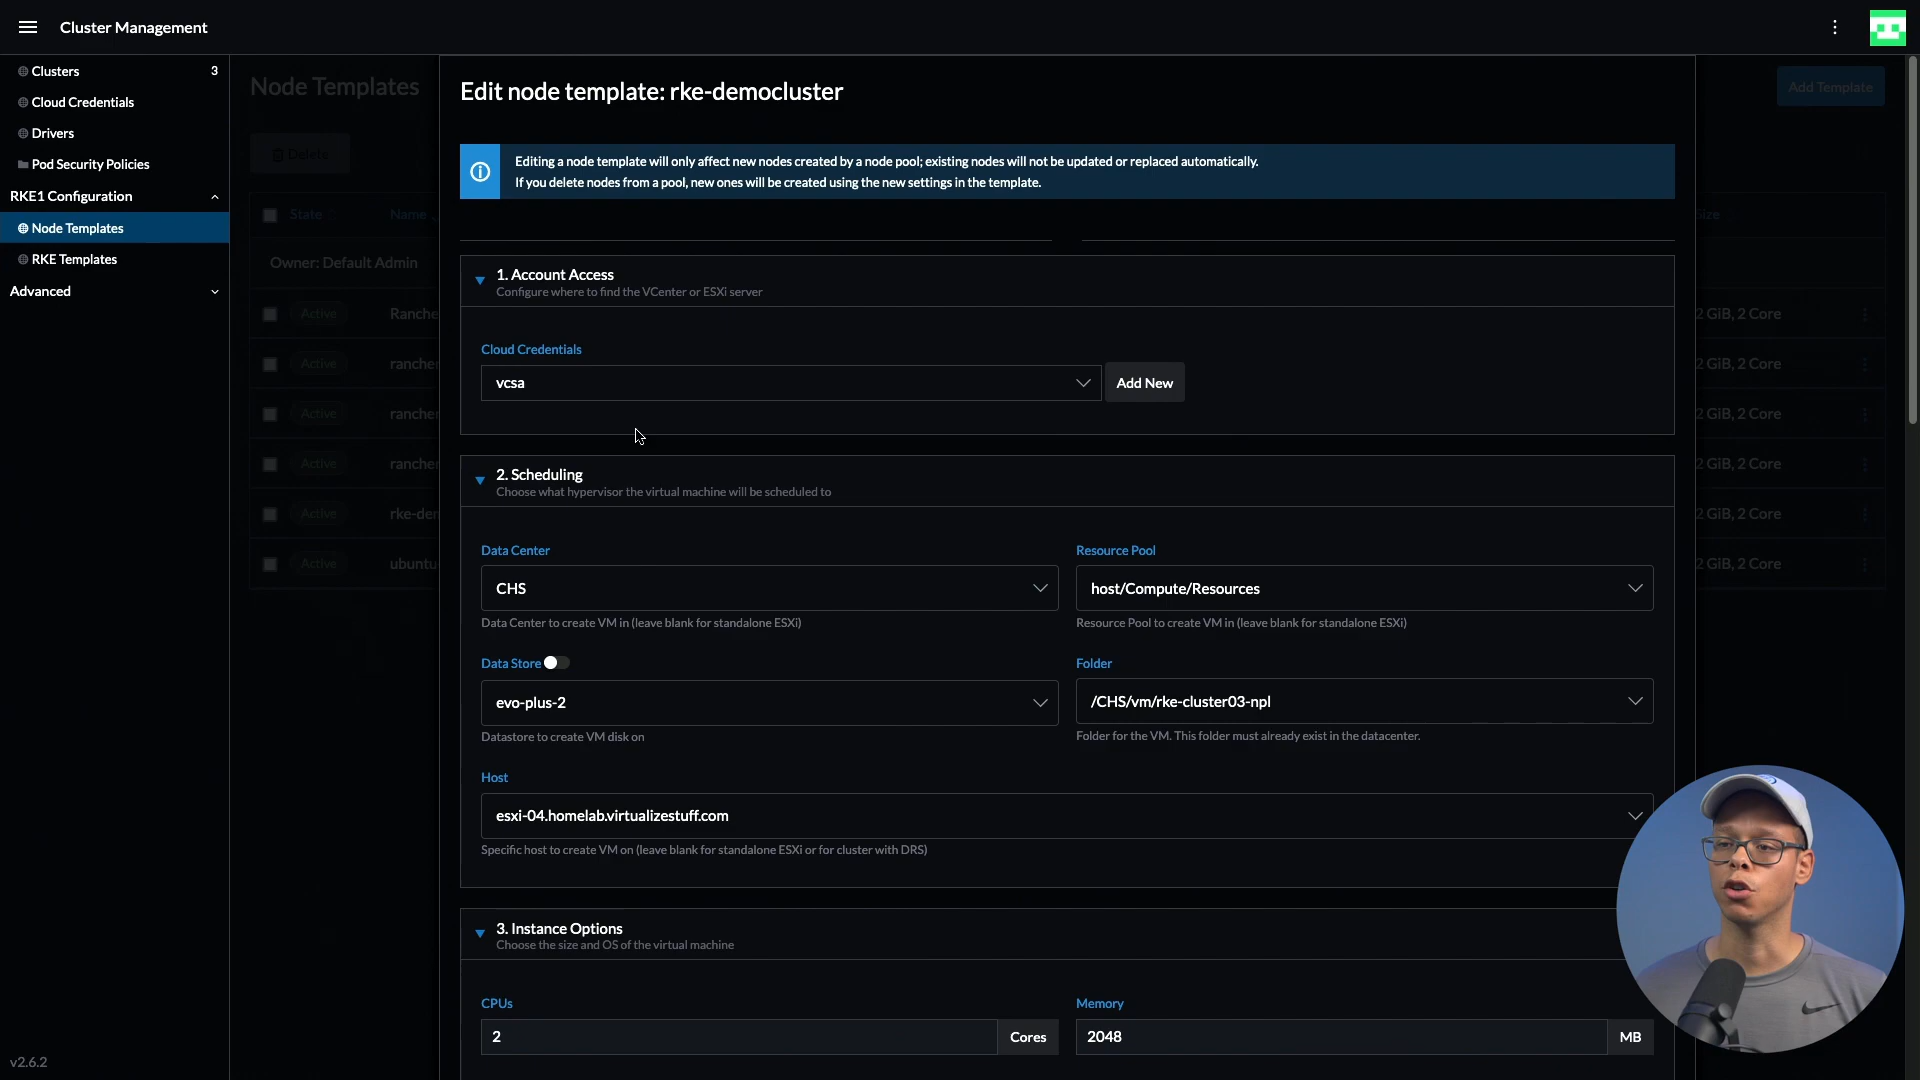 Cluster Management
Clusters 3
Cloud Credentials
Drivers
Pod Security Policies
RKE1 Configuration
Node Templates
RKE Templates
Advanced
v2.6.2
Node Templates
Add Template
Delete
State Name
Owner: Default Admin
Active Ranche 2 GiB, 2 Core
Active rancher 2 GiB, 2 Core
Active rancher 2 GiB, 2 Core
Active rancher 2 GiB, 2 Core
Active rke-dem 2 GiB, 2 Core
Active ubuntu- 2 GiB, 2 Core
Edit node template: rke-democluster
Editing a node template will only affect new nodes created by a node pool; existing nodes will not be updated or replaced automatically.
If you delete nodes from a pool, new ones will be created using the new settings in the template.
1. Account Access
Configure where to find the VCenter or ESXi server
Cloud Credentials
vcsa
Add New
2. Scheduling
Choose what hypervisor the virtual machine will be scheduled to
Data Center
CHS
Data Center to create VM in (leave blank for standalone ESXi)
Resource Pool
host/Compute/Resources
Resource Pool to create VM in (leave blank for standalone ESXi)
Data Store
evo-plus-2
Datastore to create VM disk on
Folder
/CHS/vm/rke-cluster03-npl
Folder for the VM. This folder must already exist in the datacenter.
Host
esxi-04.homelab.virtualizestuff.com
Specific host to create VM on (leave blank for standalone ESXi or for cluster with DRS)
3. Instance Options
Choose the size and OS of the virtual machine
CPUs
2 Cores
Memory
2048 MB